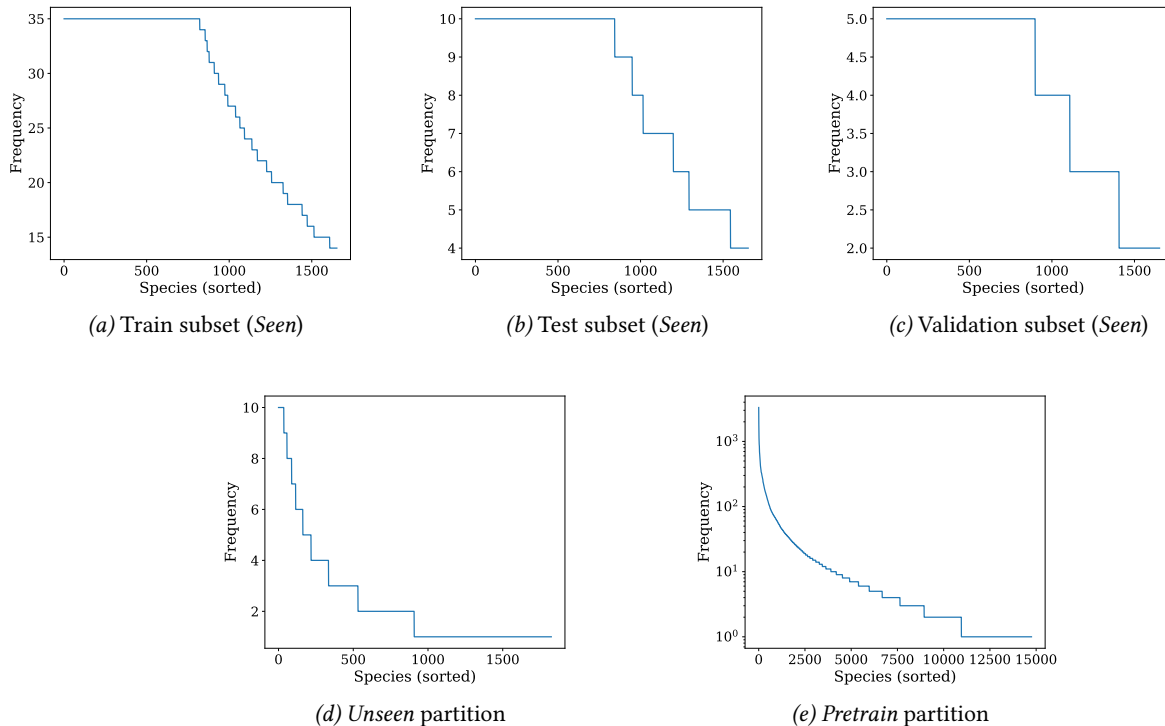 35
30
25
20
15
Frequency
0 500 1000 1500
Species (sorted)
(a) Train subset (Seen)
10
9
8
7
6
5
4
Frequency
0 500 1000 1500
Species (sorted)
(b) Test subset (Seen)
5.0
4.5
4.0
3.5
3.0
2.5
2.0
Frequency
0 500 1000 1500
Species (sorted)
(c) Validation subset (Seen)
10
8
6
4
2
Frequency
0 500 1000 1500
Species (sorted)
(d) Unseen partition
10³
10²
10¹
10⁰
Frequency
0 2500 5000 7500 10000 12500 15000
Species (sorted)
(e) Pretrain partition